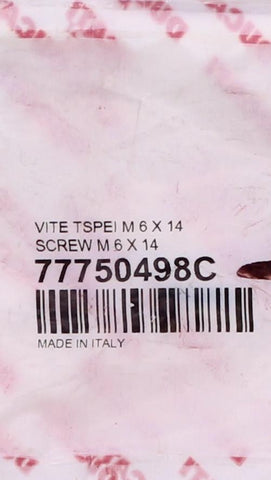 VITE TSPEI M 6 X 14
SCREW M 6 X 14
77750498C
MADE IN ITALY